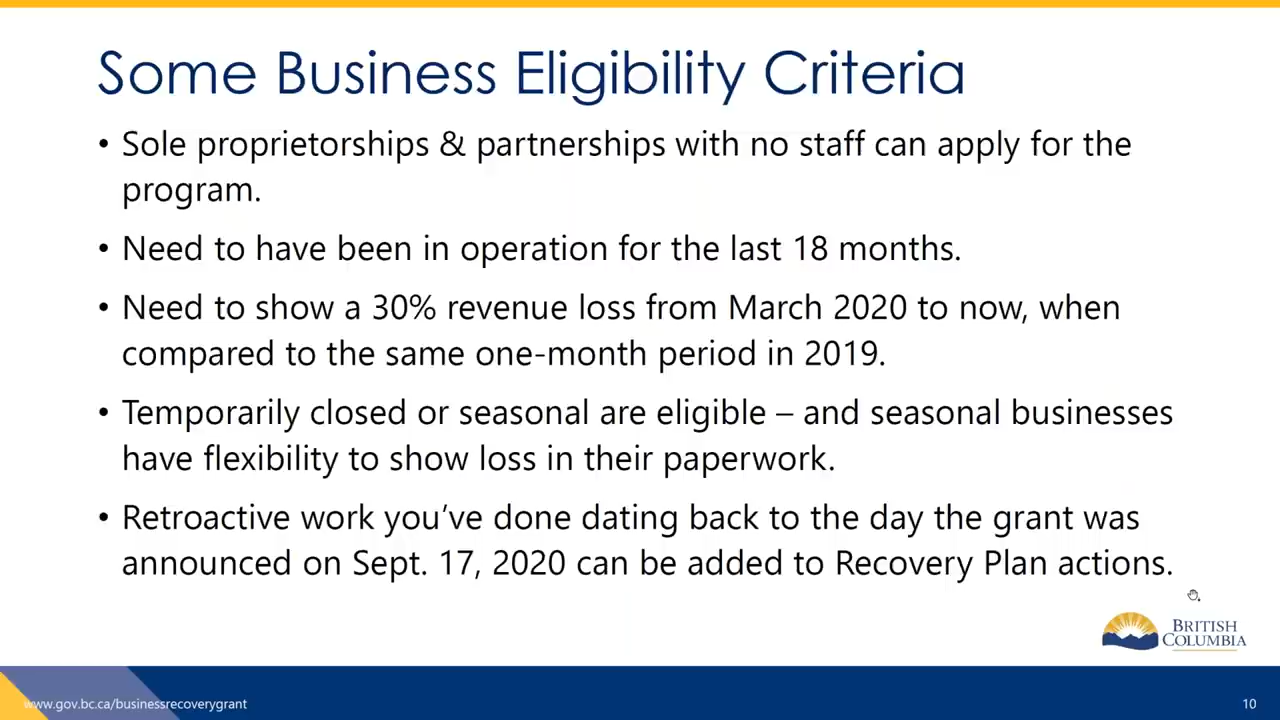 Some Business Eligibility Criteria
• Sole proprietorships & partnerships with no staff can apply for the
program.
• Need to have been in operation for the last 18 months.
• Need to show a 30% revenue loss from March 2020 to now, when
compared to the same one-month period in 2019.
• Temporarily closed or seasonal are eligible – and seasonal businesses
have flexibility to show loss in their paperwork.
• Retroactive work you’ve done dating back to the day the grant was
announced on Sept. 17, 2020 can be added to Recovery Plan actions.
BRITISH
COLUMBIA
www.gov.bc.ca/businessrecoverygrant
10